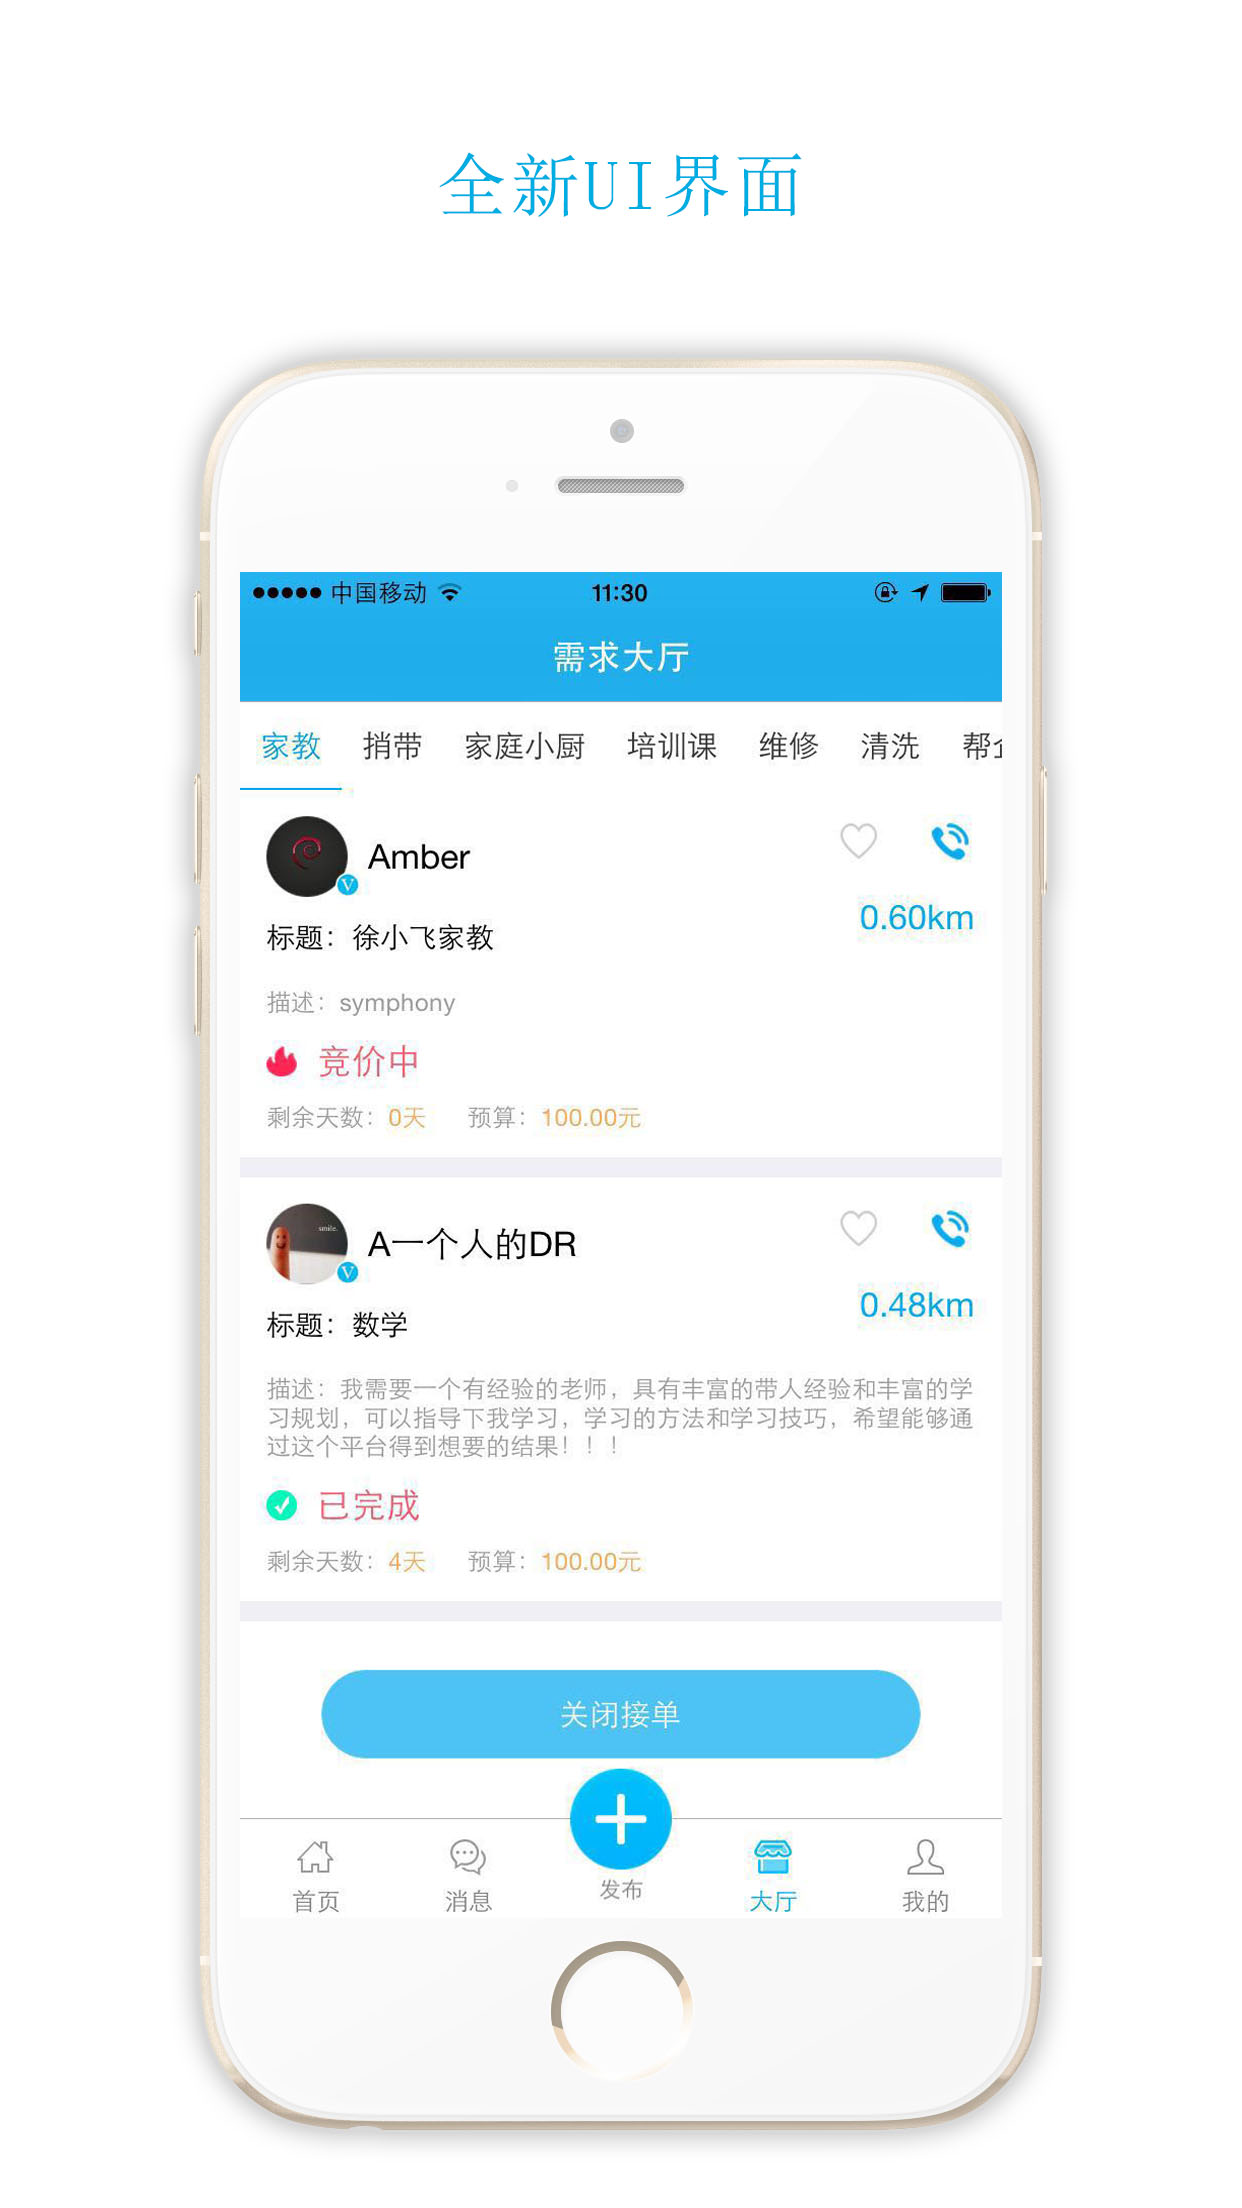 全新UI界面
中国移动 11:30
需求大厅
家教 捎带 家庭小厨 培训课 维修 清洗 帮企
Amber
V
0.60km
标题：徐小飞家教
描述：symphony
竞价中
剩余天数：0天 预算：100.00元
smile.
A一个人的DR
V
0.48km
标题：数学
描述：我需要一个有经验的老师，具有丰富的带人经验和丰富的学
习规划，可以指导下我学习，学习的方法和学习技巧，希望能够通
过这个平台得到想要的结果！！！
已完成
剩余天数：4天 预算：100.00元
关闭接单
首页 消息 发布 大厅 我的